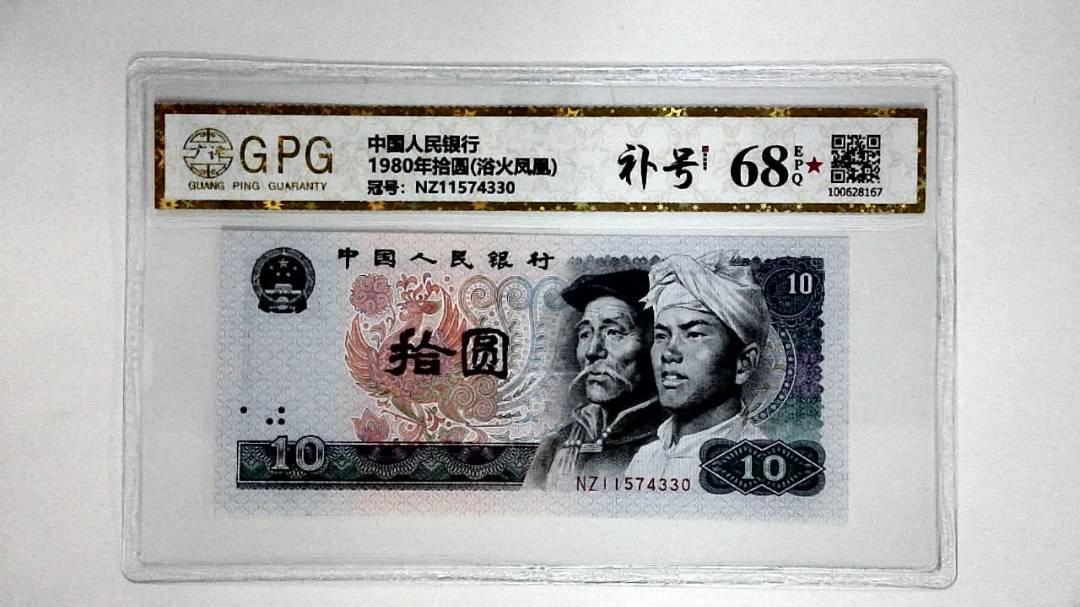 GPG
GUANG PING GUARANTY
中国人民银行
1980年拾圆(浴火凤凰)
冠号：NZ11574330
补号
68
EPQ
100628167
中国人民银行
10
拾圆
10
NZ11574330
10